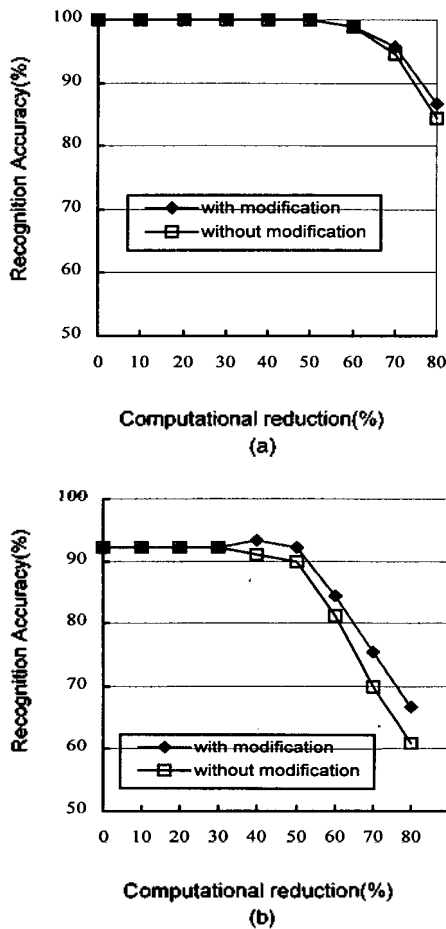 Recognition Accuracy(%)
100
90
80
70
60
50
with modification
without modification
0 10 20 30 40 50 60 70 80
Computational reduction(%)
(a)
Recognition Accuracy(%)
100
90
80
70
60
50
with modification
without modification
0 10 20 30 40 50 60 70 80
Computational reduction(%)
(b)